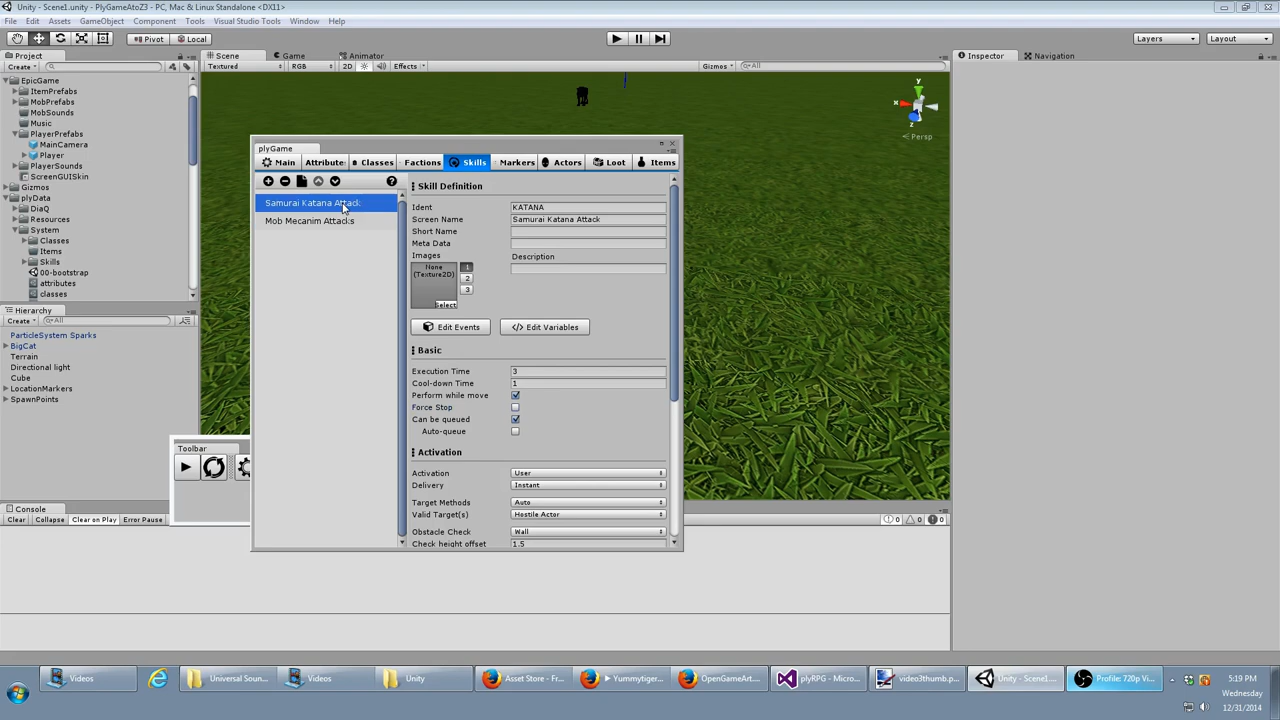 Unity - Scene1.unity - PlyGameAtoZ3 - PC, Mac & Linux Standalone <DX11>
File Edit Assets GameObject Component Tools Visual Studio Tools Window Help
Pivot Local Layers Layout
Project Scene Game Animator Inspector Navigation
Create All Textured RGB 2D Effects Gizmos All
EpicGame
ItemPrefabs
MobPrefabs
MobSounds
Music
PlayerPrefabs
MainCamera
Player
PlayerSounds
ScreenGUISkin
Gizmos
plyData
DiaQ
Resources
System
Classes
Items
Skills
00-bootstrap
attributes
classes
Hierarchy
Create All
ParticleSystem Sparks
BigCat
Terrain
Directional light
Cube
LocationMarkers
SpawnPoints
y
x
z
Persp
plyGame
Main Attribute Classes Factions Skills Markers Actors Loot Items
Samurai Katana Attack
Mob Mecanim Attacks
Skill Definition
Ident KATANA
Screen Name Samurai Katana Attack
Short Name
Meta Data
Images Description
None
(Texture2D)
Select
1
2
3
Edit Events Edit Variables
Basic
Execution Time 3
Cool-down Time 1
Perform while move
Force Stop
Can be queued
Auto-queue
Activation
Activation User
Delivery Instant
Target Methods Auto
Valid Target(s) Hostile Actor
Obstacle Check Wall
Check height offset 1.5
Toolbar
Console
Clear Collapse Clear on Play Error Pause 0 0 0
Videos Universal Soun... Videos Unity Asset Store - Fr... Yummytiger... OpenGameArt... plyRPG - Micro... video3thumb.p... Unity - Scene1.... Profile: 720p Vi...
5:19 PM
Wednesday
12/31/2014